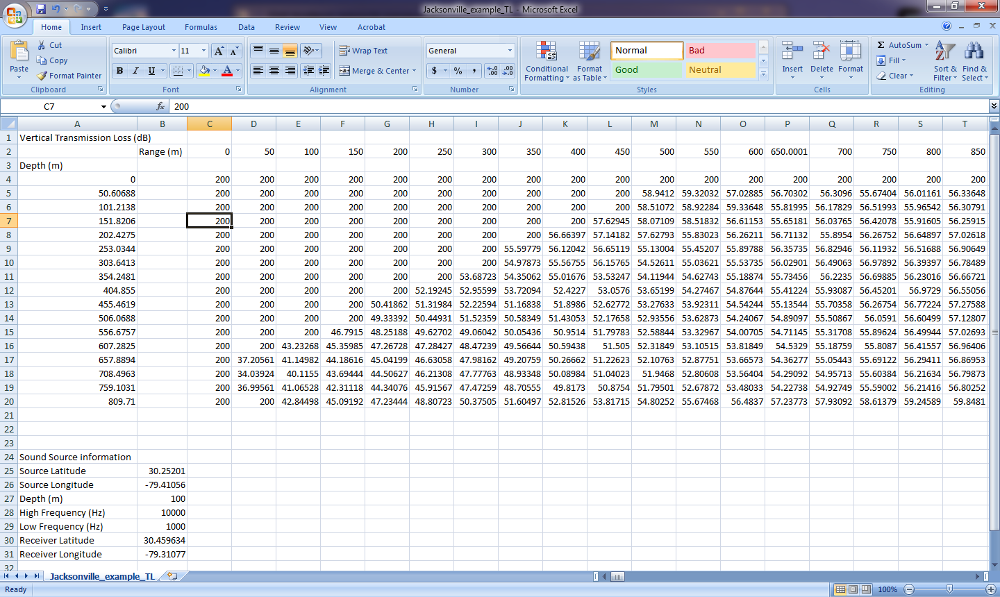 Jacksonville_example_TL - Microsoft Excel
Home Insert Page Layout Formulas Data Review View Acrobat
Paste Cut Copy Format Painter
Calibri 11 A A
B I U A
Wrap Text
Merge & Center
General
$ % , .00 .00
Conditional Formatting Format as Table
Normal Bad
Good Neutral
Insert Delete Format
Σ AutoSum Fill Clear
Sort & Filter Find & Select
Clipboard Font Alignment Number Styles Cells Editing
C7 fx 200
A B C D E F G H I J K L M N O P Q R S T
1 Vertical Transmission Loss (dB)
2 Range (m) 0 50 100 150 200 250 300 350 400 450 500 550 600 650.0001 700 750 800 850
3 Depth (m)
4 0 200 200 200 200 200 200 200 200 200 200 200 200 200 200 200 200 200 200
5 50.60688 200 200 200 200 200 200 200 200 200 200 58.9412 59.32032 57.02885 56.70302 56.3096 55.67404 56.01161 56.33648
6 101.2138 200 200 200 200 200 200 200 200 200 200 58.51072 58.92284 59.33648 55.81995 56.17829 56.51993 55.96542 56.30791
7 151.8206 200 200 200 200 200 200 200 200 200 57.62945 58.07109 58.51832 56.61153 55.65181 56.03765 56.42078 55.91605 56.25915
8 202.4275 200 200 200 200 200 200 200 200 56.66397 57.14182 57.62793 55.83023 56.26211 56.71132 55.8954 56.26752 56.64897 57.02618
9 253.0344 200 200 200 200 200 200 200 55.59779 56.12042 56.65119 55.13004 55.45207 55.89788 56.35735 56.82946 56.11932 56.51688 56.90649
10 303.6413 200 200 200 200 200 200 200 54.97873 55.56755 56.15765 54.52611 55.03621 55.53735 56.02901 56.49063 56.97892 56.39397 56.78489
11 354.2481 200 200 200 200 200 200 53.68723 54.35062 55.01676 53.53247 54.11944 54.62743 55.18874 55.73456 56.2235 56.69885 56.23016 56.66721
12 404.855 200 200 200 200 200 52.19245 52.95599 53.72094 52.4227 53.0576 53.65199 54.27467 54.87644 55.41224 55.93087 56.45201 56.9729 56.55056
13 455.4619 200 200 200 200 50.41862 51.31984 52.22594 51.16838 51.8986 52.62772 53.27633 53.92311 54.54244 55.13544 55.70358 56.26754 56.77224 57.27588
14 506.0688 200 200 200 200 49.33392 50.44931 51.52359 50.58349 51.43053 52.17658 52.93556 53.62873 54.24067 54.89097 55.50867 56.0591 56.60499 57.12807
15 556.6757 200 200 200 46.7915 48.25188 49.62702 49.06042 50.05436 50.9514 51.79783 52.58844 53.32967 54.00705 54.71145 55.31708 55.89624 56.49944 57.02693
16 607.2825 200 200 43.23268 45.35985 47.26728 47.28427 48.47239 49.56644 50.59438 51.505 52.31849 53.10515 53.81849 54.5329 55.18759 55.8087 56.41557 56.96406
17 657.8894 200 37.20561 41.14982 44.18616 45.04199 46.63058 47.98162 49.20759 50.26662 51.22623 52.10763 52.87751 53.66573 54.36277 55.05443 55.69122 56.29411 56.86953
18 708.4963 200 34.03924 40.1155 43.69444 44.50627 46.21308 47.77763 48.93348 50.08984 51.04023 51.9468 52.80608 53.56404 54.29092 54.95713 55.60384 56.21634 56.79873
19 759.1031 200 36.99561 41.06528 42.31118 44.34076 45.91567 47.47259 48.70555 49.8173 50.8754 51.79501 52.67872 53.48033 54.22738 54.92749 55.59002 56.21416 56.80252
20 809.71 200 200 42.84498 45.09192 47.23444 48.80723 50.37505 51.60497 52.81526 53.81715 54.80252 55.67468 56.4837 57.23773 57.93092 58.61379 59.24589 59.8481
21
22
23
24 Sound Source information
25 Source Latitude 30.25201
26 Source Longitude -79.41056
27 Depth (m) 100
28 High Frequency (Hz) 10000
29 Low Frequency (Hz) 1000
30 Receiver Latitude 30.459634
31 Receiver Longitude -79.31077
32
Jacksonville_example_TL
Ready 100%